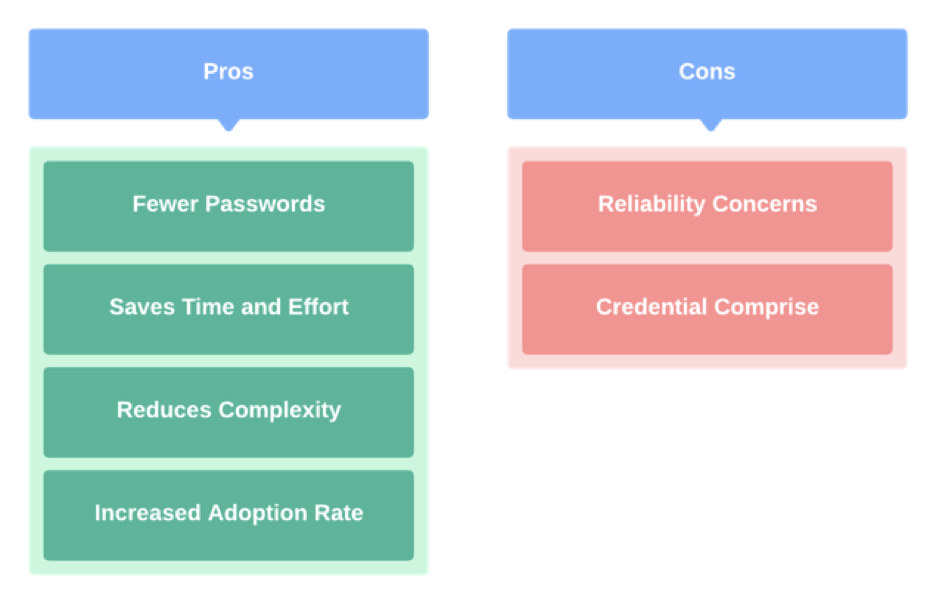 Pros
Fewer Passwords
Saves Time and Effort
Reduces Complexity
Increased Adoption Rate
Cons
Reliability Concerns
Credential Comprise